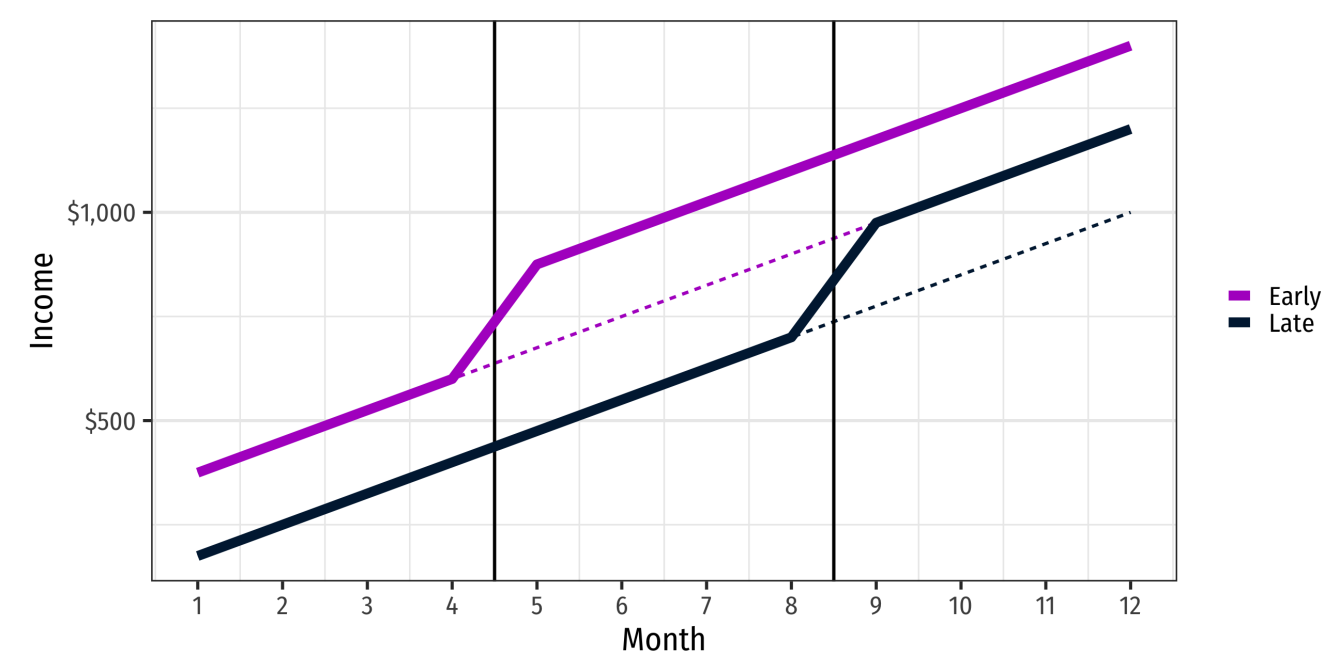 $1,000
$500
Income
1 2 3 4 5 6 7 8 9 10 11 12
Month
Early
Late